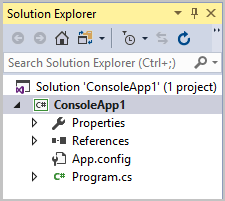 Solution Explorer
Search Solution Explorer (Ctrl+;)
Solution 'ConsoleApp1' (1 project)
C# ConsoleApp1
Properties
References
App.config
C# Program.cs